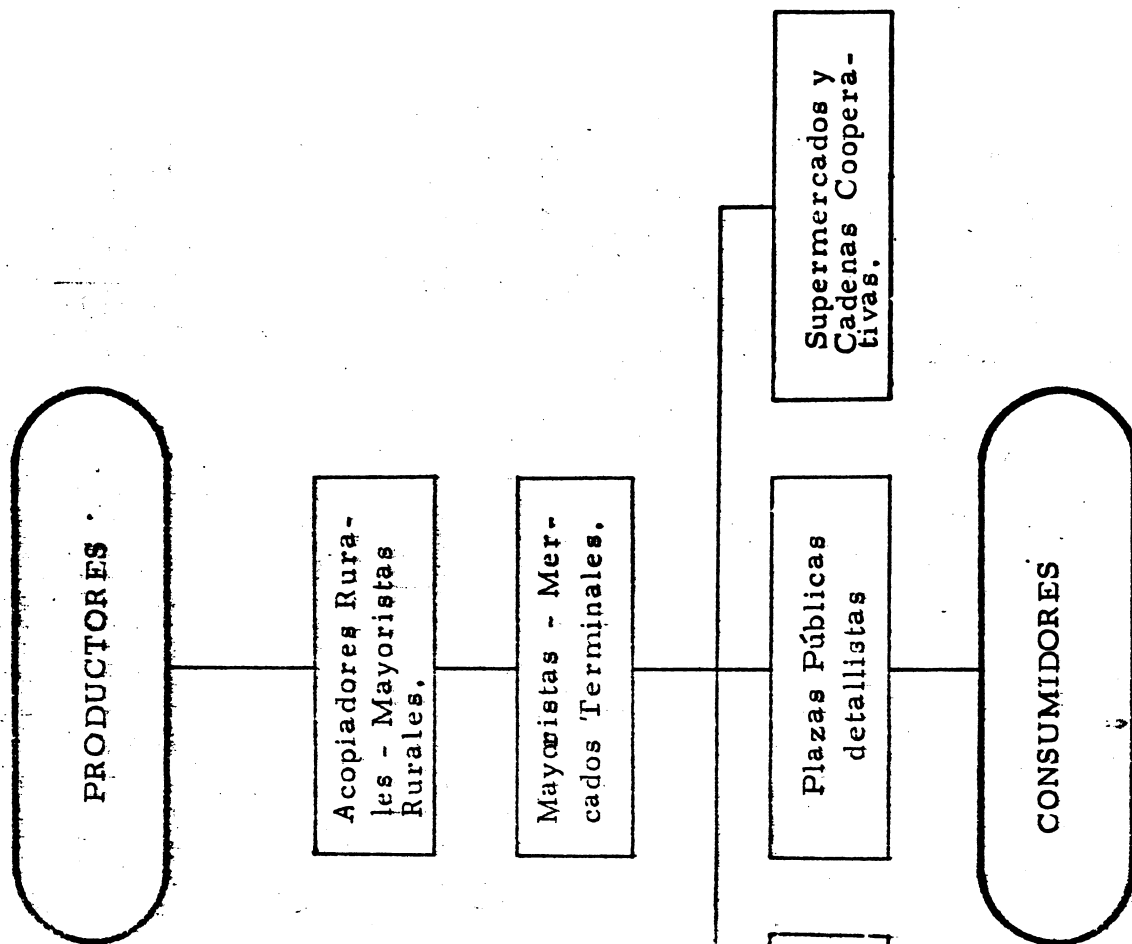 PRODUCTORES
Acopiadores Rura-
les - Mayoristas
Rurales.
Mayoristas - Mer-
cados Terminales.
Plazas Públicas
detallistas
Supermercados y
Cadenas Coopera-
tivas.
CONSUMIDORES